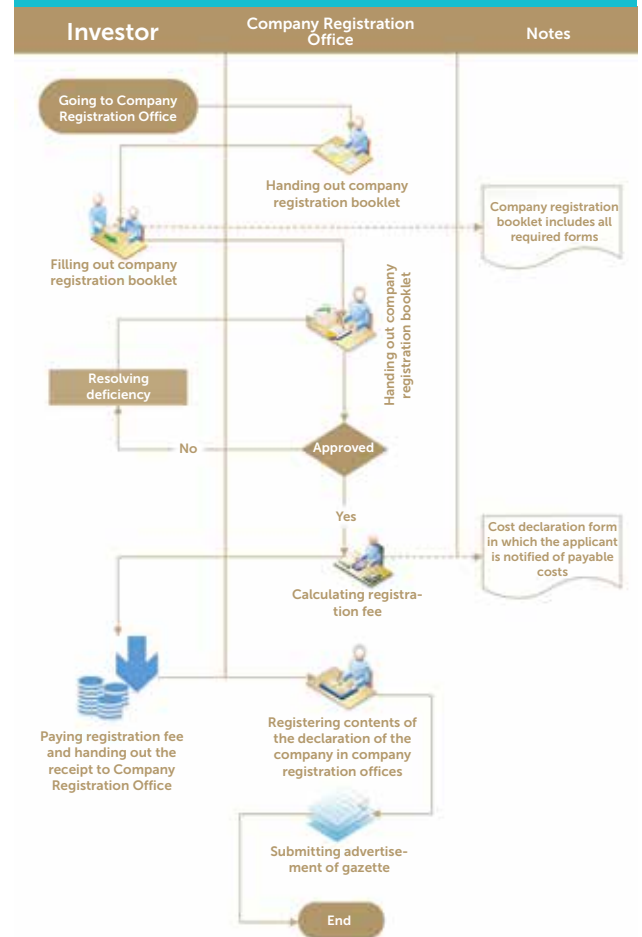 Investor
Company Registration
Office
Notes
Going to Company
Registration Office
Handing out company
registration booklet
Company registration
booklet includes all
required forms
Filling out company
registration booklet
Handing out company
registration booklet
Resolving
deficiency
No
Approved
Yes
Cost declaration form
in which the applicant
is notified of payable
costs
Calculating registra-
tion fee
Paying registration fee
and handing out the
receipt to Company
Registration Office
Registering contents of
the declaration of the
company in company
registration offices
Submitting advertise-
ment of gazette
End